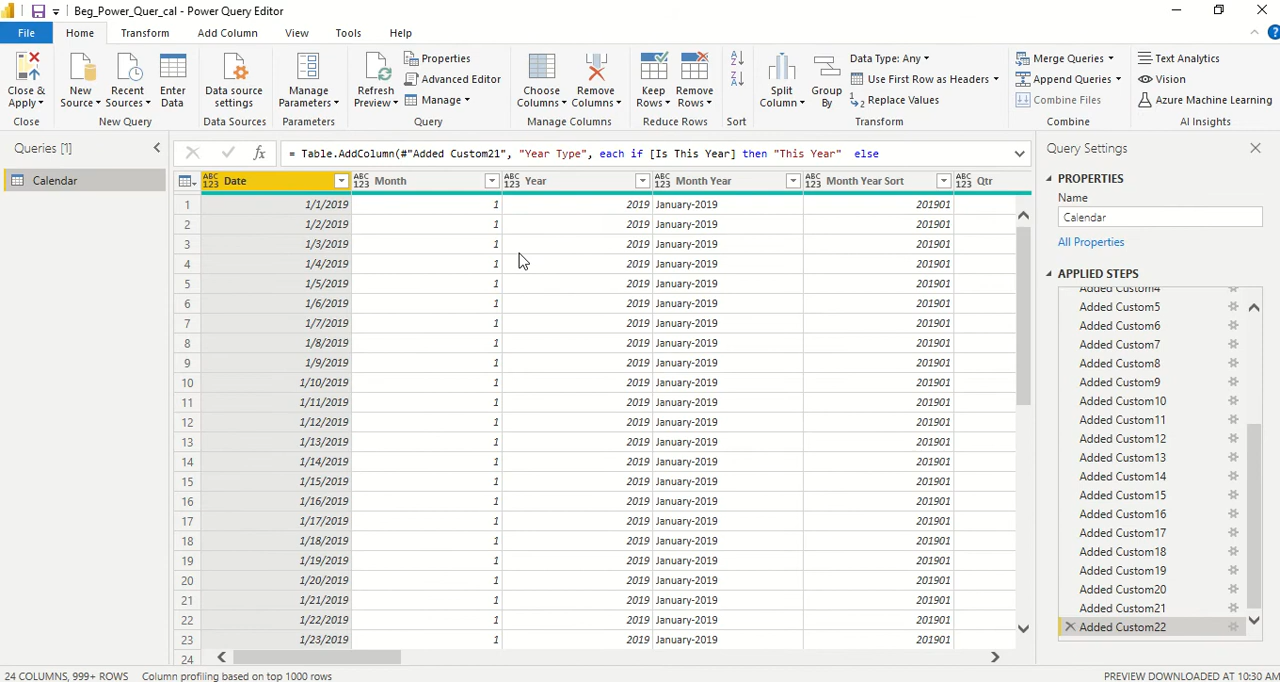 Beg_Power_Quer_cal - Power Query Editor
File Home Transform Add Column View Tools Help
Close & Apply
New Source Recent Sources Enter Data
Data source settings
Manage Parameters
Refresh Preview
Properties
Advanced Editor
Manage
Choose Columns Remove Columns
Keep Rows Remove Rows
Split Column Group By
Data Type: Any
Use First Row as Headers
Replace Values
Merge Queries
Append Queries
Combine Files
Text Analytics
Vision
Azure Machine Learning
Close New Query Data Sources Parameters Query Manage Columns Reduce Rows Sort Transform Combine AI Insights
Queries [1]
Calendar
= Table.AddColumn(#"Added Custom21", "Year Type", each if [Is This Year] then "This Year" else
ABC 123 Date ABC 123 Month ABC 123 Year ABC 123 Month Year ABC 123 Month Year Sort ABC 123 Qtr
1 1/1/2019 1 2019 January-2019 201901
2 1/2/2019 1 2019 January-2019 201901
3 1/3/2019 1 2019 January-2019 201901
4 1/4/2019 1 2019 January-2019 201901
5 1/5/2019 1 2019 January-2019 201901
6 1/6/2019 1 2019 January-2019 201901
7 1/7/2019 1 2019 January-2019 201901
8 1/8/2019 1 2019 January-2019 201901
9 1/9/2019 1 2019 January-2019 201901
10 1/10/2019 1 2019 January-2019 201901
11 1/11/2019 1 2019 January-2019 201901
12 1/12/2019 1 2019 January-2019 201901
13 1/13/2019 1 2019 January-2019 201901
14 1/14/2019 1 2019 January-2019 201901
15 1/15/2019 1 2019 January-2019 201901
16 1/16/2019 1 2019 January-2019 201901
17 1/17/2019 1 2019 January-2019 201901
18 1/18/2019 1 2019 January-2019 201901
19 1/19/2019 1 2019 January-2019 201901
20 1/20/2019 1 2019 January-2019 201901
21 1/21/2019 1 2019 January-2019 201901
22 1/22/2019 1 2019 January-2019 201901
23 1/23/2019 1 2019 January-2019 201901
24
Query Settings
PROPERTIES
Name
Calendar
All Properties
APPLIED STEPS
Added Custom4
Added Custom5
Added Custom6
Added Custom7
Added Custom8
Added Custom9
Added Custom10
Added Custom11
Added Custom12
Added Custom13
Added Custom14
Added Custom15
Added Custom16
Added Custom17
Added Custom18
Added Custom19
Added Custom20
Added Custom21
Added Custom22
24 COLUMNS, 999+ ROWS Column profiling based on top 1000 rows PREVIEW DOWNLOADED AT 10:30 AM